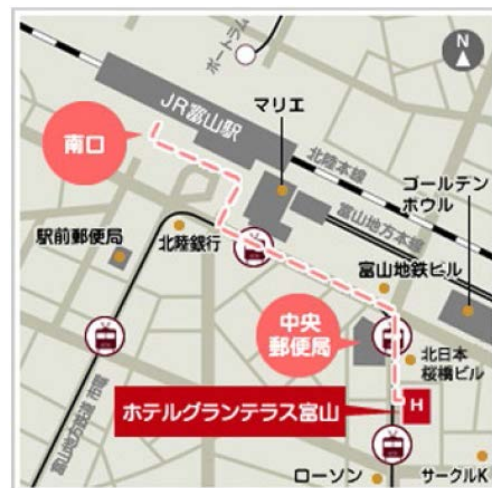 N
ポートラム
JR富山駅
マリエ
南口
北陸本線
ゴールデン
ボウル
富山地方本線
駅前郵便局
北陸銀行
富山地鉄ビル
中央
郵便局
北日本
桜橋ビル
ホテルグランテラス富山
H
富山地方鉄道 市電
ローソン
サークルK